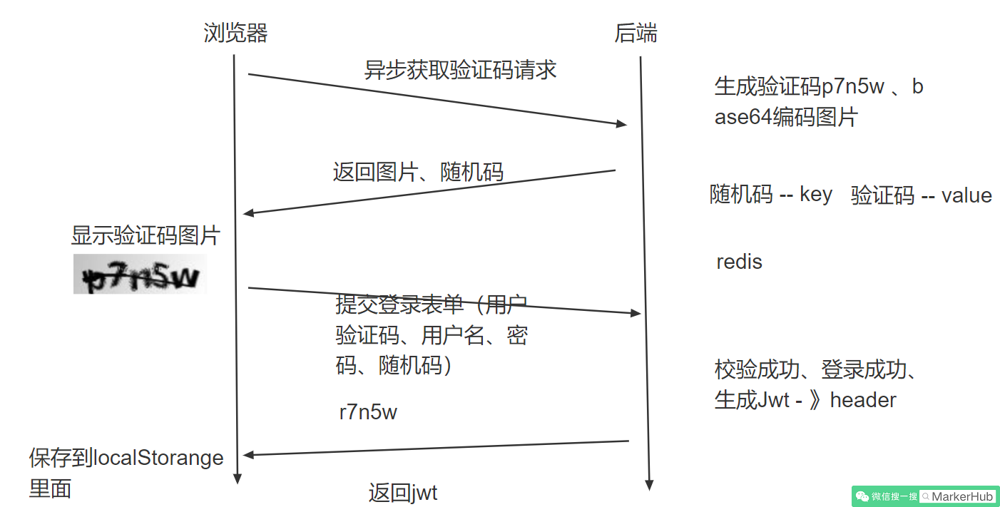 浏览器
后端
异步获取验证码请求
生成验证码p7n5w 、b
ase64编码图片
返回图片、随机码
随机码 -- key
验证码 -- value
显示验证码图片
p7n5w
redis
提交登录表单（用户
验证码、用户名、密
码、随机码）
校验成功、登录成功、
生成Jwt - 》header
r7n5w
保存到localStorange
里面
返回jwt
微信搜一搜
MarkerHub